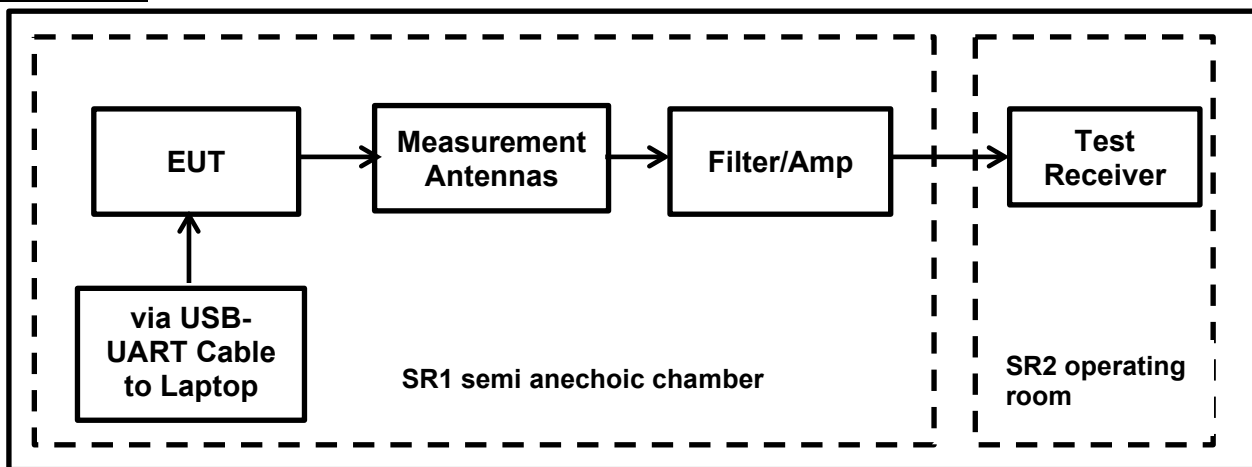 EUT
Measurement
Antennas
Filter/Amp
Test
Receiver
via USB-
UART Cable
to Laptop
SR1 semi anechoic chamber
SR2 operating
room